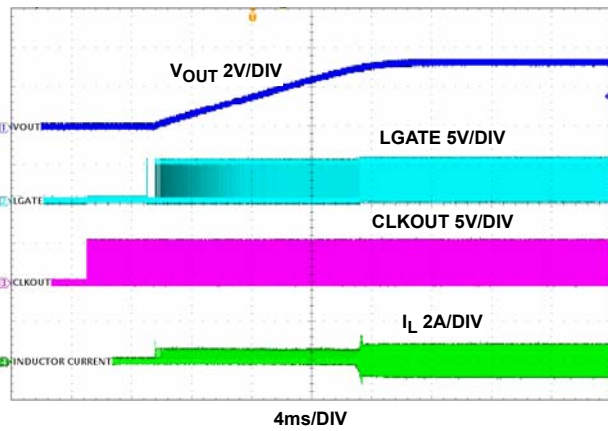 VOUT 2V/DIV
VOUT
LGATE 5V/DIV
LGATE
CLKOUT 5V/DIV
CLKOUT
IL 2A/DIV
INDUCTOR CURRENT
4ms/DIV